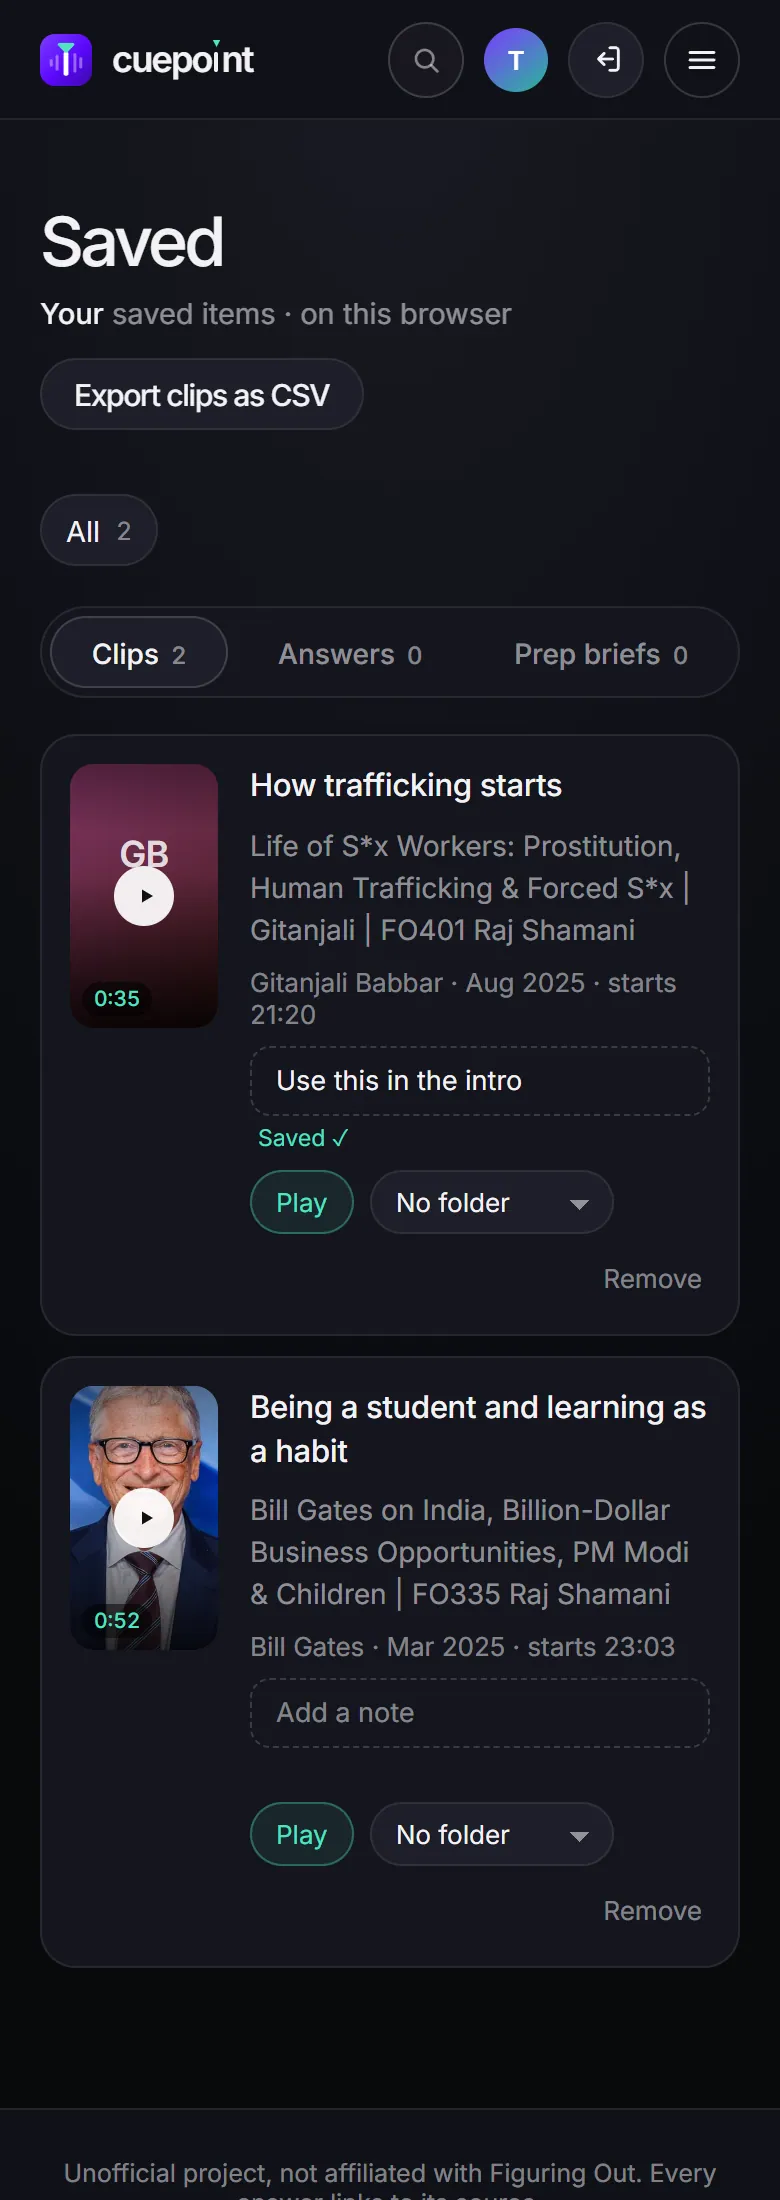 cuepoint
T
Saved
Your saved items · on this browser
Export clips as CSV
All 2
Clips 2
Answers 0
Prep briefs 0
GB
0:35
How trafficking starts
Life of S*x Workers: Prostitution,
Human Trafficking & Forced S*x |
Gitanjali | FO401 Raj Shamani
Gitanjali Babbar · Aug 2025 · starts
21:20
Use this in the intro
Saved ✓
Play
No folder
Remove
0:52
Being a student and learning as
a habit
Bill Gates on India, Billion-Dollar
Business Opportunities, PM Modi
& Children | FO335 Raj Shamani
Bill Gates · Mar 2025 · starts 23:03
Add a note
Play
No folder
Remove
Unofficial project, not affiliated with Figuring Out. Every
answer links to its source